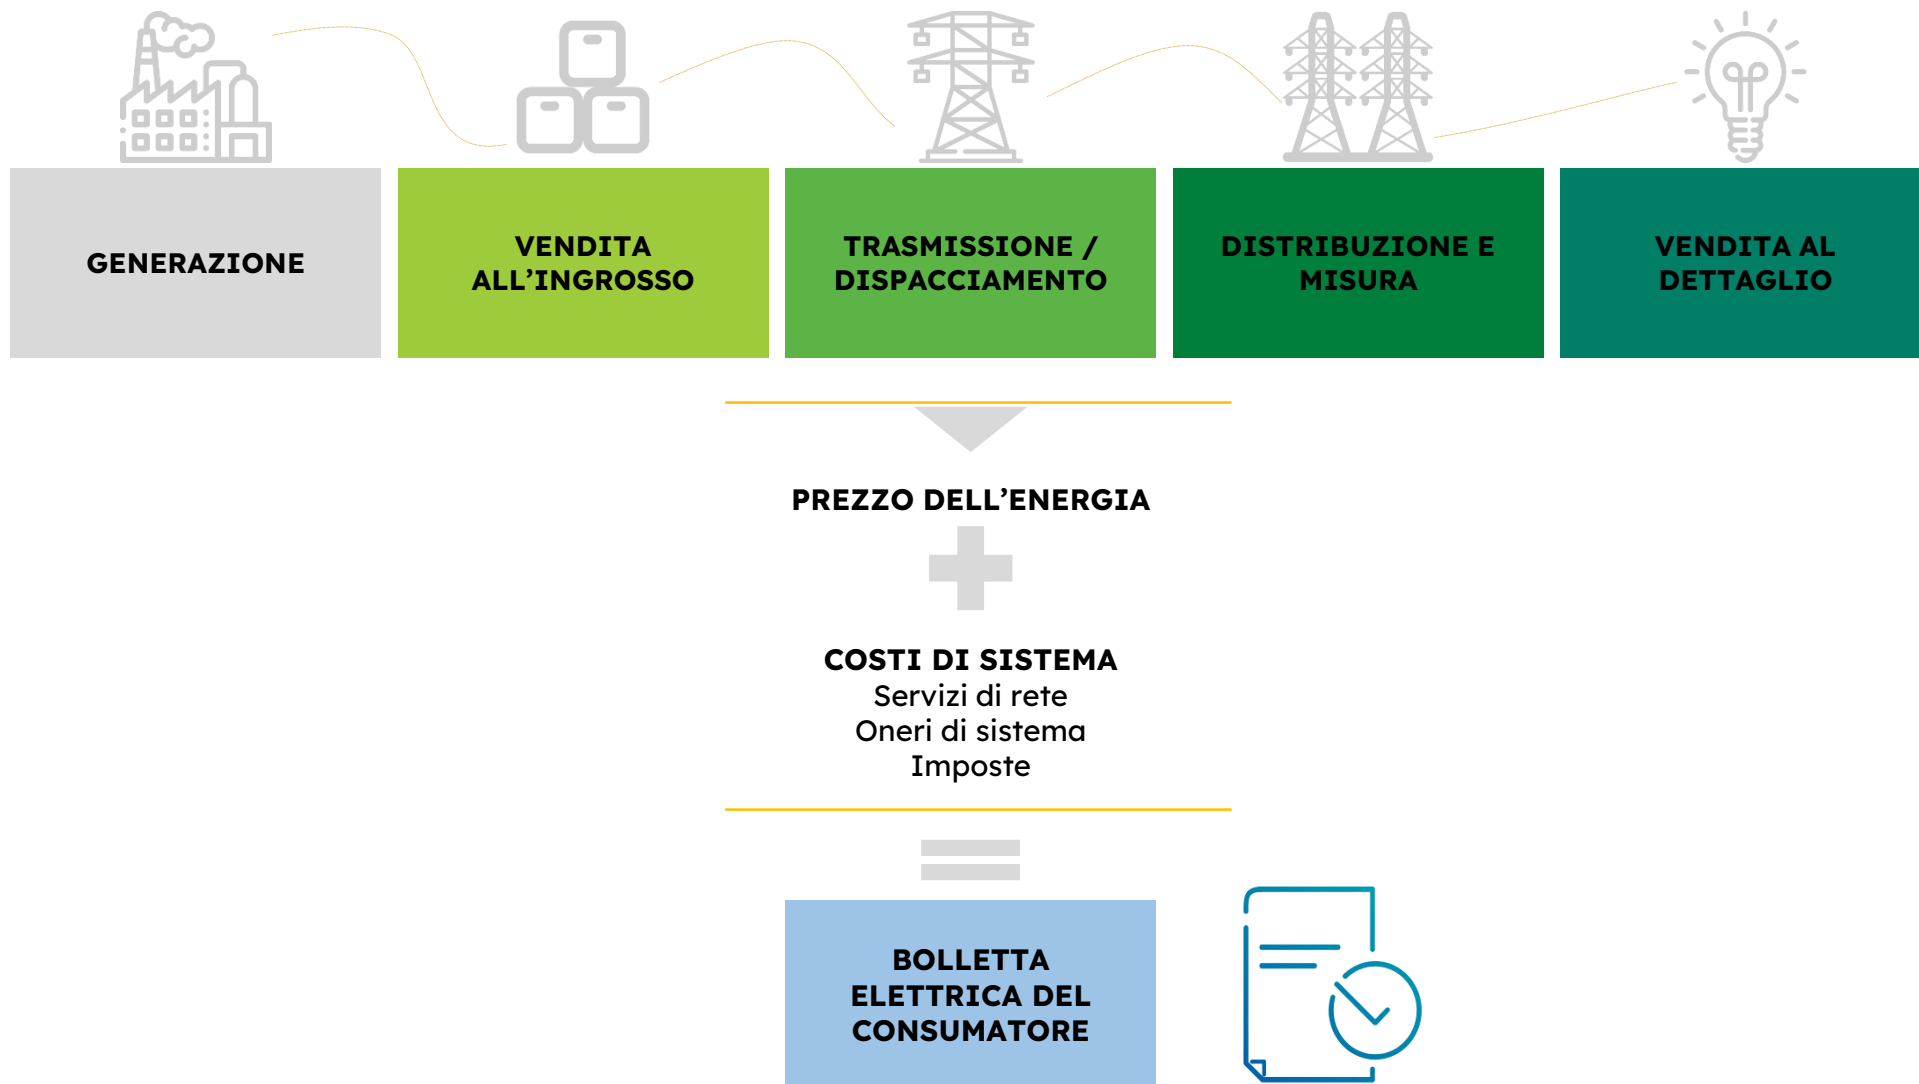 GENERAZIONE
VENDITA
ALL’INGROSSO
TRASMISSIONE /
DISPACCIAMENTO
DISTRIBUZIONE E
MISURA
VENDITA AL
DETTAGLIO
PREZZO DELL’ENERGIA
COSTI DI SISTEMA
Servizi di rete
Oneri di sistema
Imposte
BOLLETTA
ELETTRICA DEL
CONSUMATORE